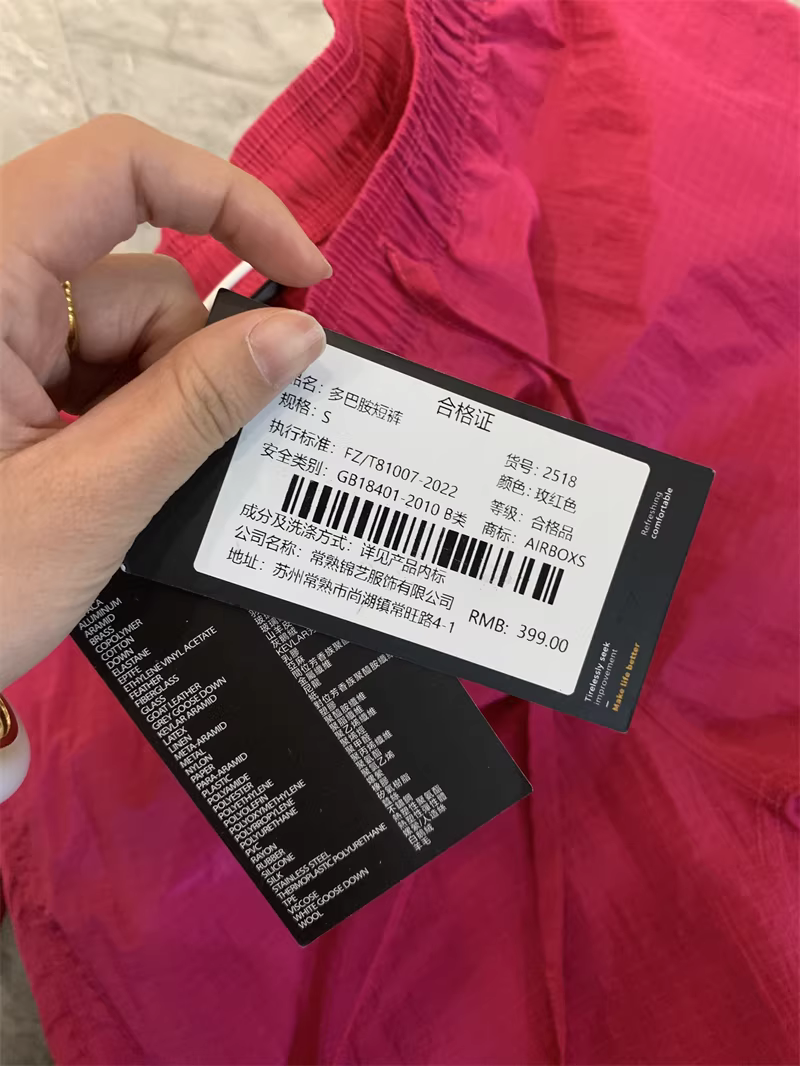 合格证
品名：多巴胺短裤
货号：2518
规格：S
颜色：玫红色
执行标准：FZ/T81007-2022
等级：合格品
安全类别：GB18401-2010 B类
商标：AIRBOXS
成分及洗涤方式：详见产品内标
公司名称：常熟锦艺服饰有限公司
地址：苏州常熟市尚湖镇常旺路4-1
RMB：399.00
Refreshing
comfortable
Tirelessly seek
improvement
Make life better
ALUMINUM
ARAMID
BRASS
COPOLYMER
COTTON
DOWN
ELASTANE
PTFE
ETHYLENE VINYL ACETATE
FEATHER
FIBERGLASS
GLASS
GOAT LEATHER
GREY GOOSE DOWN
KEVLAR ARAMID
LATEX
LINEN
META-ARAMID
METAL
NYLON
PAPER
PARA-ARAMID
PLASTIC
POLYAMIDE
POLYESTER
POLYETHYLENE
POLYOLEFIN
POLYOXYMETHYLENE
POLYPROPYLENE
POLYURETHANE
PVC
RAYON
RUBBER
SILICONE
SILK
STAINLESS STEEL
THERMOPLASTIC POLYURETHANE
TPE
VISCOSE
WHITE GOOSE DOWN
WOOL